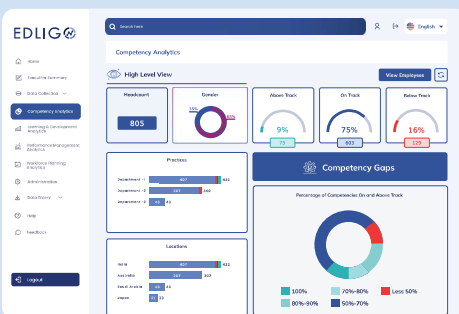 EDLIGO
Search here
English
Home
Executive Summary
Data Collection
Competency Analytics
Learning & Development
Analytics
Performance Management
Analytics
Workforce Planning
Analytics
Administration
Data Policy
Help
Feedback
Logout
Competency Analytics
High Level View
View Employees
Headcount
805
Gender
Above Track
9%
73
On Track
75%
603
Below Track
16%
129
Practices
Department -1
Department -2
Department -3
Competency Gaps
Percentage of Competencies On and Above Track
100%
70%-80%
Less 50%
80%-90%
50%-70%
Locations
India
Australia
Saudi Arabia
Japan